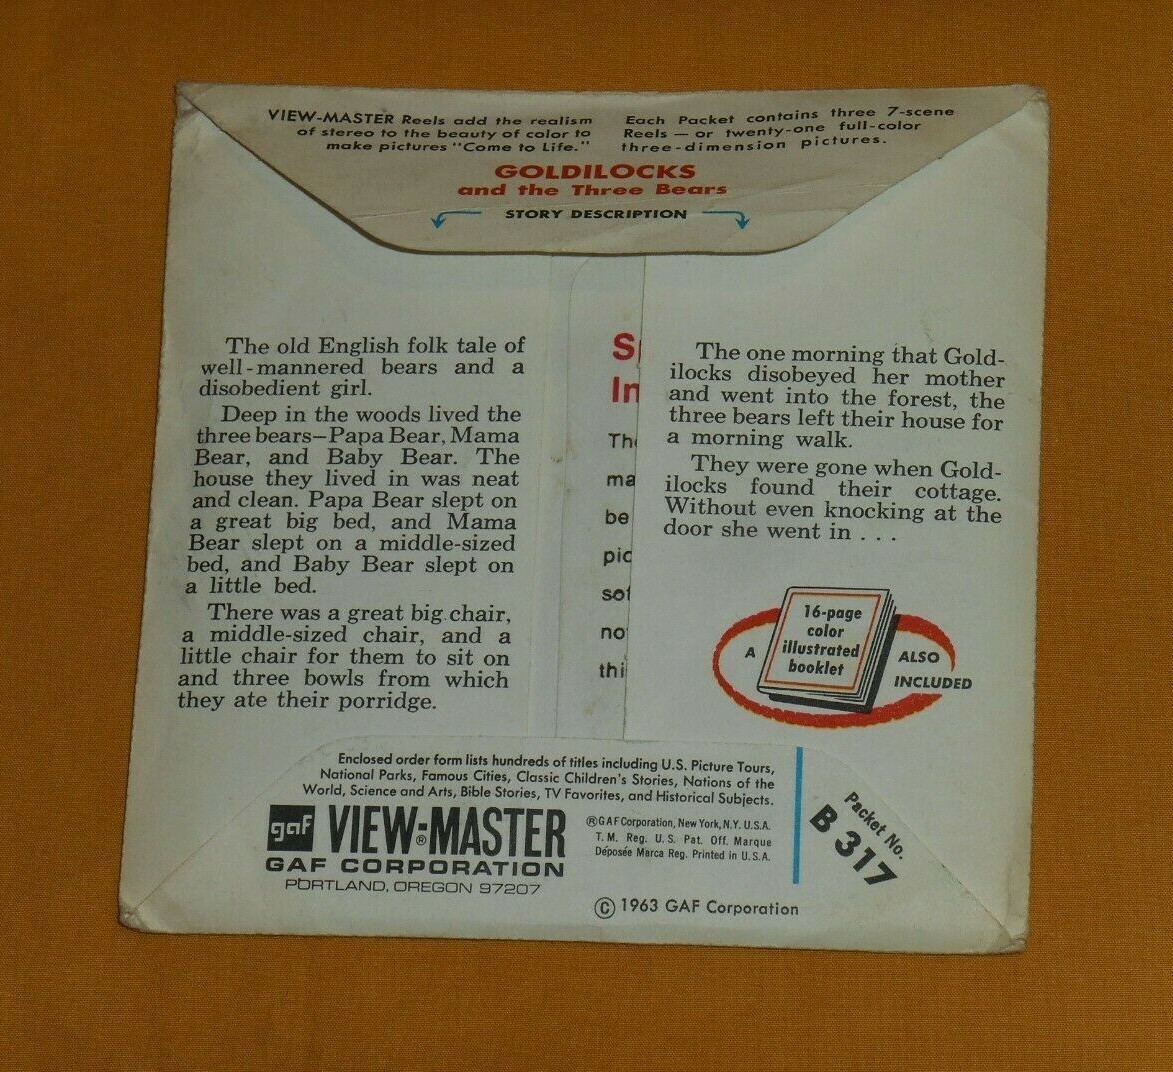 VIEW-MASTER Reels add the realism
of stereo to the beauty of color to
make pictures "Come to Life."
Each Packet contains three 7-scene
Reels — or twenty-one full-color
three-dimension pictures.
GOLDILOCKS
and the Three Bears
STORY DESCRIPTION
The old English folk tale of
well-mannered bears and a
disobedient girl.
Deep in the woods lived the
three bears—Papa Bear, Mama
Bear, and Baby Bear. The
house they lived in was neat
and clean. Papa Bear slept on
a great big bed, and Mama
Bear slept on a middle-sized
bed, and Baby Bear slept on
a little bed.
There was a great big chair,
a middle-sized chair, and a
little chair for them to sit on
and three bowls from which
they ate their porridge.
In
be
The one morning that Gold-
ilocks disobeyed her mother
and went into the forest, the
three bears left their house for
a morning walk.
They were gone when Gold-
ilocks found their cottage.
Without even knocking at the
door she went in . . .
A
16-page
color
illustrated
booklet
ALSO
INCLUDED
Enclosed order form lists hundreds of titles including U.S. Picture Tours,
National Parks, Famous Cities, Classic Children's Stories, Nations of the
World, Science and Arts, Bible Stories, TV Favorites, and Historical Subjects.
gaf VIEW-MASTER®
GAF CORPORATION
PORTLAND, OREGON 97207
®GAF Corporation, New York, N.Y. U.S.A.
T.M. Reg. U.S. Pat. Off. Marque
Déposée Marca Reg. Printed in U.S.A.
© 1963 GAF Corporation
Packet No.
B 317